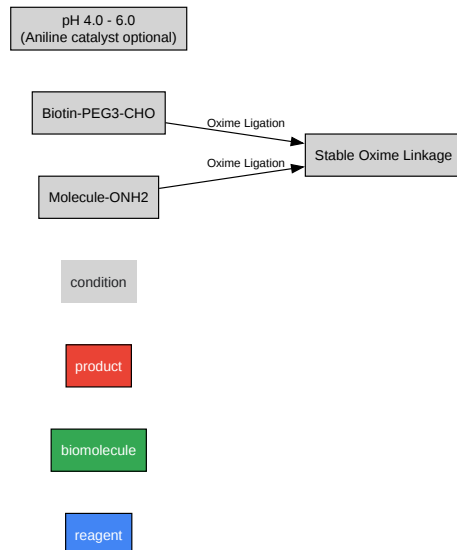 pH 4.0 - 6.0
(Aniline catalyst optional)
Biotin-PEG3-CHO
Oxime Ligation
Oxime Ligation
Stable Oxime Linkage
Molecule-ONH2
condition
product
biomolecule
reagent